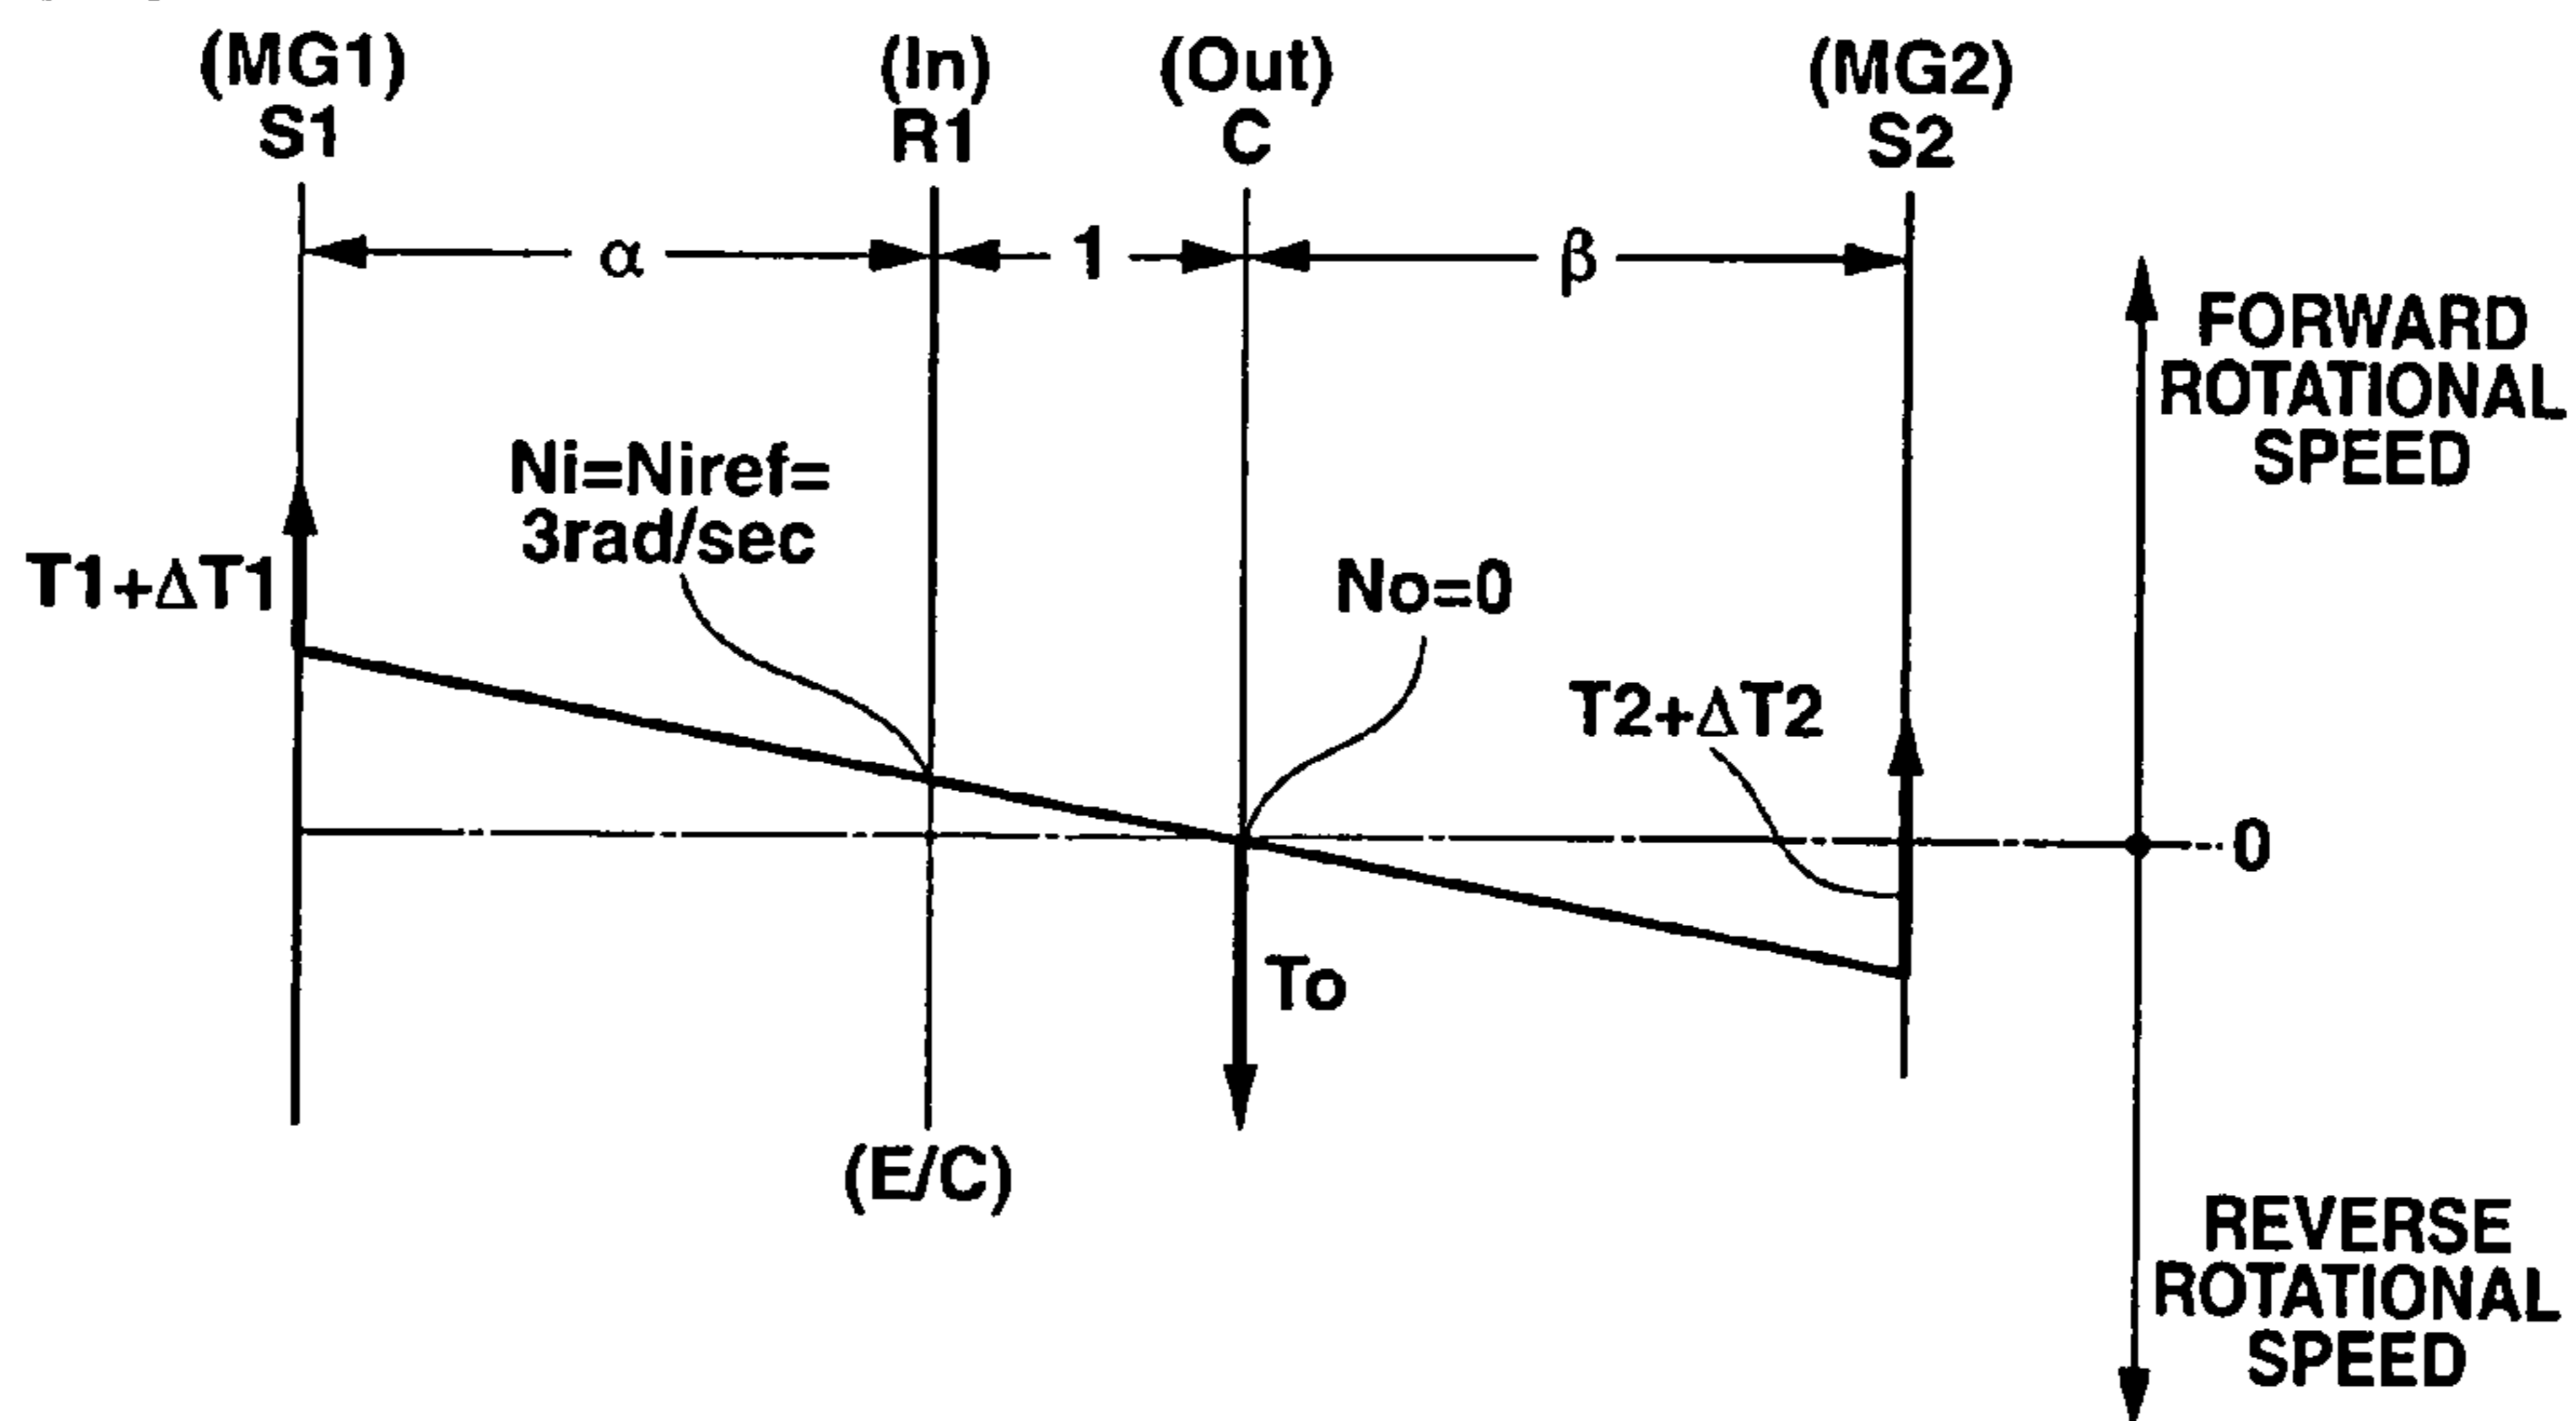 (MG1)
S1
(In)
R1
(Out)
C
(MG2)
S2
α
1
β
FORWARD
ROTATIONAL
SPEED
Ni=Niref=
3rad/sec
T1+ΔT1
No=0
T2+ΔT2
0
To
(E/C)
REVERSE
ROTATIONAL
SPEED